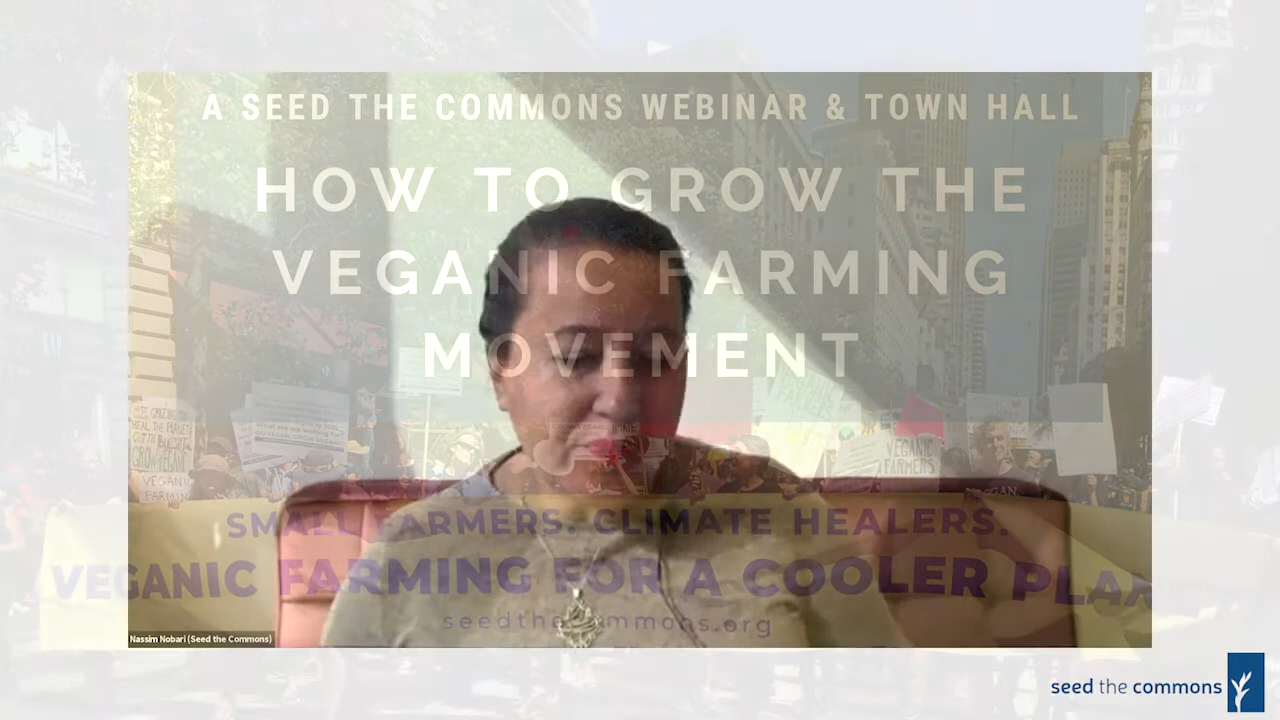 A SEED THE COMMONS WEBINAR & TOWN HALL
HOW TO GROW THE
VEGANIC FARMING
MOVEMENT
VEGANIC
FARMERS
SMALL FARMERS. CLIMATE HEALERS.
VEGANIC FARMING FOR A COOLER PLAN
seedthecommons.org
Nassim Nobari (Seed the Commons)
seed the commons